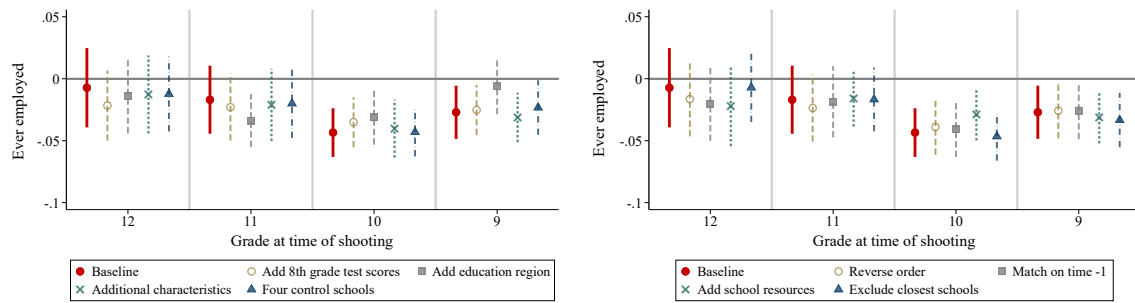 Ever employed
.05
0
-.05
-.1
12 11 10 9
Grade at time of shooting
Baseline Add 8th grade test scores Add education region
Additional characteristics Four control schools
Ever employed
.05
0
-.05
-.1
12 11 10 9
Grade at time of shooting
Baseline Reverse order Match on time -1
Add school resources Exclude closest schools